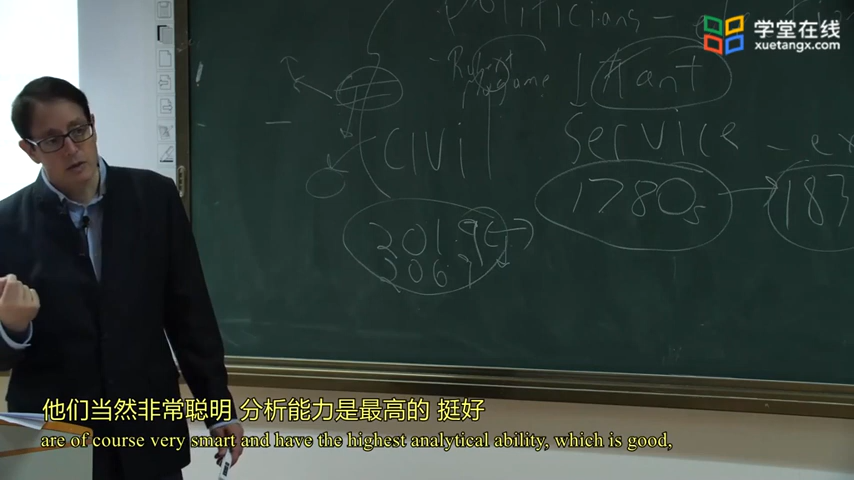 Politicians –
学堂在线
xuetangx.com
Kant
Civil Service –
2019
1780s
183
他们当然非常聪明 分析能力是最高的 挺好
are of course very smart and have the highest analytical ability, which is good,